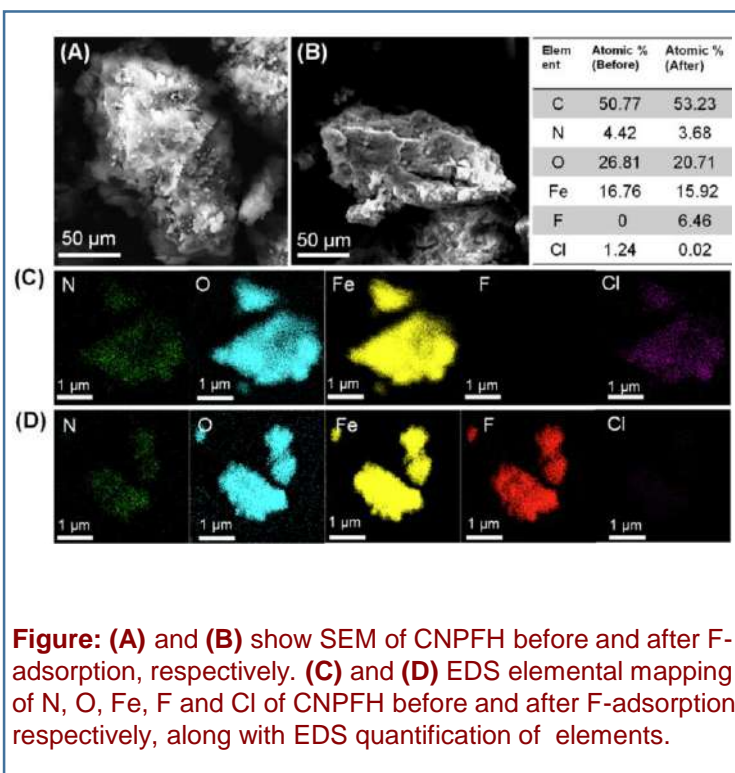 (A)
(B)
Elem ent Atomic % (Before) Atomic % (After)
C 50.77 53.23
N 4.42 3.68
O 26.81 20.71
Fe 16.76 15.92
F 0 6.46
Cl 1.24 0.02
50 µm
50 µm
(C)
N O Fe F Cl
1 µm 1 µm 1 µm 1 µm 1 µm
(D)
N O Fe F Cl
1 µm 1 µm 1 µm 1 µm 1 µm
Figure: (A) and (B) show SEM of CNPFH before and after F-
adsorption, respectively. (C) and (D) EDS elemental mapping
of N, O, Fe, F and Cl of CNPFH before and after F-adsorption
respectively, along with EDS quantification of elements.